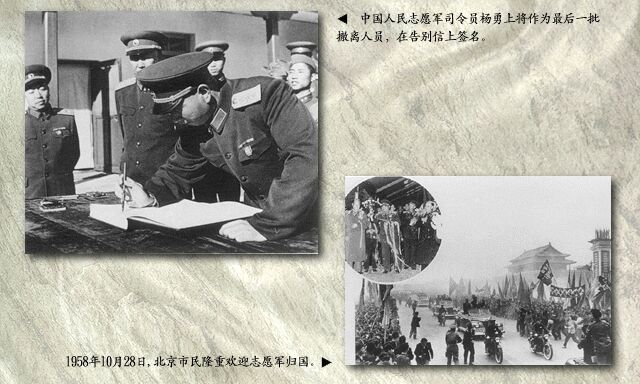 ◀ 中国人民志愿军司令员杨勇上将作为最后一批
撤离人员，在告别信上签名。
1958年10月28日，北京市民隆重欢迎志愿军归国。▶